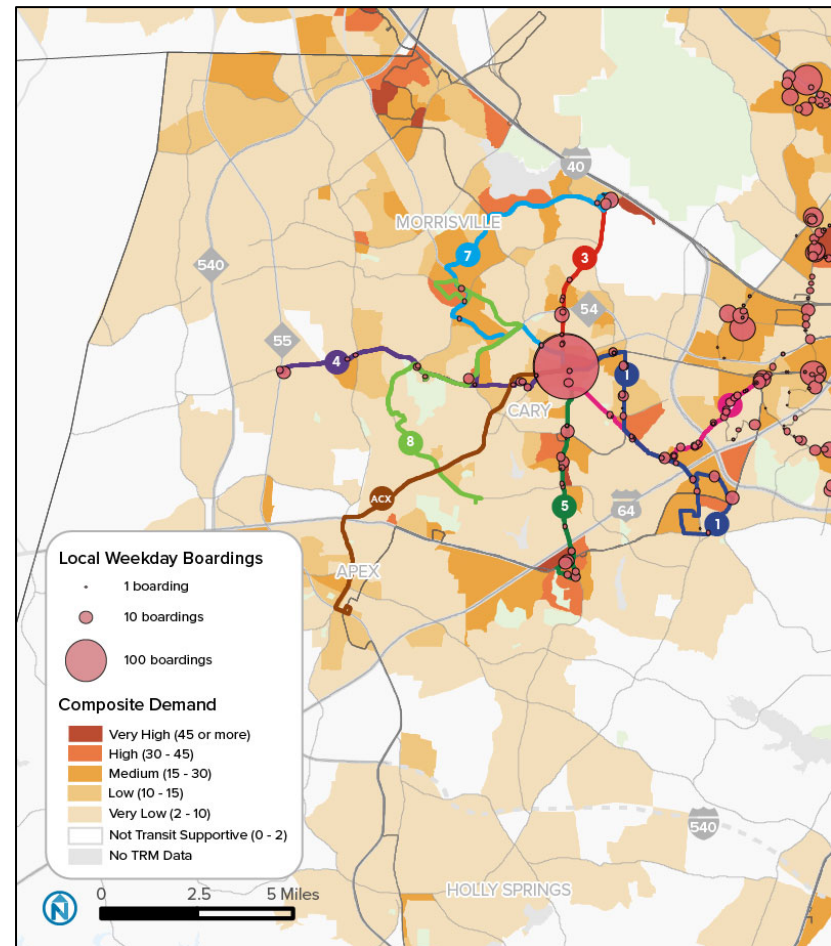 40
MORRISVILLE
7
3
540
54
55
4
1
CARY
8
ACX
5
64
1
APEX
Local Weekday Boardings
1 boarding
10 boardings
100 boardings
Composite Demand
Very High (45 or more)
High (30 - 45)
Medium (15 - 30)
Low (10 - 15)
Very Low (2 - 10)
Not Transit Supportive (0 - 2)
No TRM Data
540
HOLLY SPRINGS
0 2.5 5 Miles
N